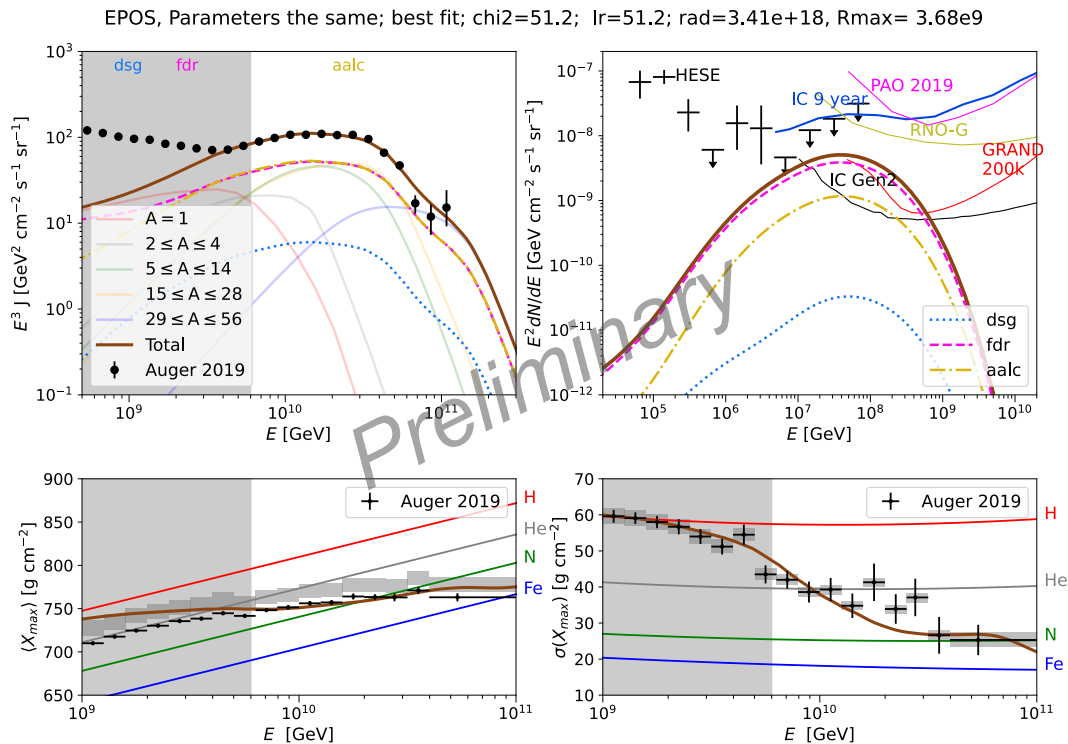 EPOS, Parameters the same; best fit; chi2=51.2; lr=51.2; rad=3.41e+18, Rmax= 3.68e9
10³
10²
10¹
10⁰
10⁻¹
E³ J [GeV² cm⁻² s⁻¹ sr⁻¹]
dsg
fdr
aalc
A = 1
2 ≤ A ≤ 4
5 ≤ A ≤ 14
15 ≤ A ≤ 28
29 ≤ A ≤ 56
Total
Auger 2019
10⁹
10¹⁰
10¹¹
E [GeV]
10⁻⁷
10⁻⁸
10⁻⁹
10⁻¹⁰
10⁻¹¹
10⁻¹²
E²dN/dE [GeV cm⁻² s⁻¹ sr⁻¹]
HESE
PAO 2019
IC 9 year
RNO-G
GRAND
200k
IC Gen2
dsg
fdr
aalc
10⁵
10⁶
10⁷
10⁸
10⁹
10¹⁰
E [GeV]
Preliminary
900
850
800
750
700
650
⟨Xmax⟩ [g cm⁻²]
Auger 2019
H
He
N
Fe
10⁹
10¹⁰
10¹¹
E [GeV]
70
60
50
40
30
20
10
σ(Xmax) [g cm⁻²]
Auger 2019
H
He
N
Fe
10⁹
10¹⁰
10¹¹
E [GeV]